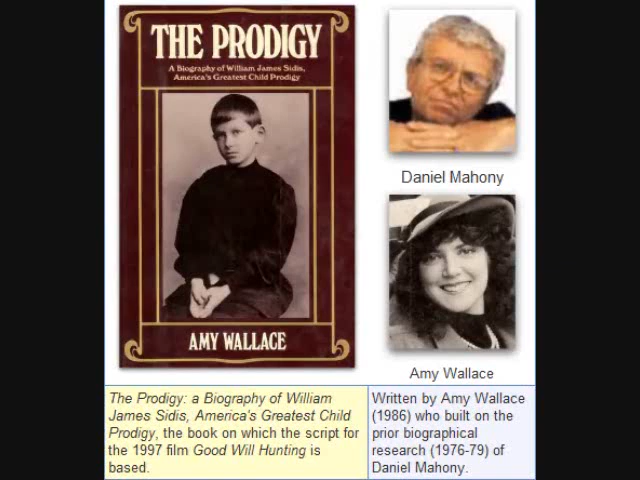 THE PRODIGY
A Biography of William James Sidis,
America's Greatest Child Prodigy
AMY WALLACE
Daniel Mahony
Amy Wallace
The Prodigy: a Biography of William
James Sidis, America's Greatest Child
Prodigy, the book on which the script for
the 1997 film Good Will Hunting is
based.
Written by Amy Wallace
(1986) who built on the
prior biographical
research (1976-79) of
Daniel Mahony.